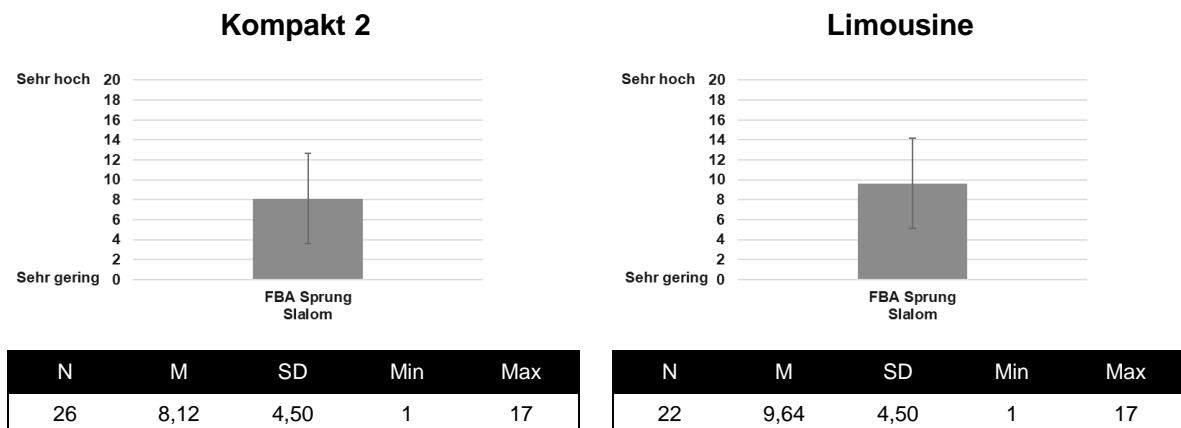 Kompakt 2
Sehr hoch 20
18
16
14
12
10
8
6
4
2
Sehr gering 0
FBA Sprung
Slalom
N M SD Min Max
26 8,12 4,50 1 17
Limousine
Sehr hoch 20
18
16
14
12
10
8
6
4
2
Sehr gering 0
FBA Sprung
Slalom
N M SD Min Max
22 9,64 4,50 1 17